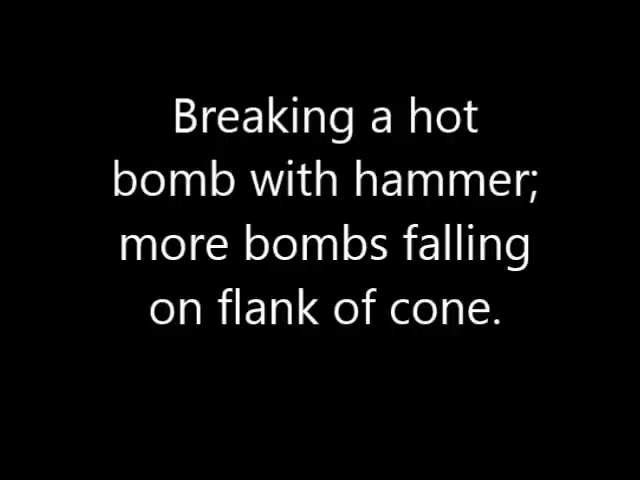 Breaking a hot
bomb with hammer;
more bombs falling
on flank of cone.